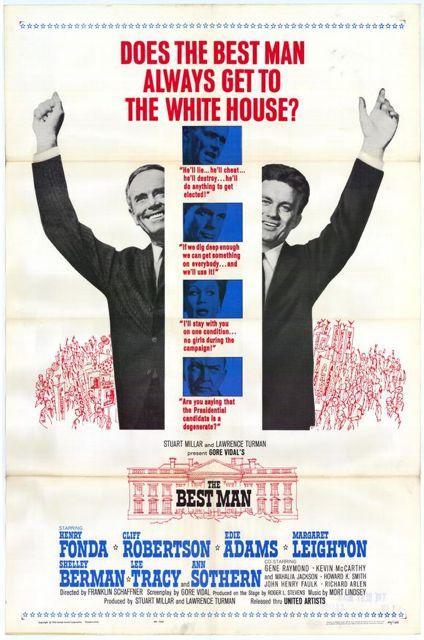 DOES THE BEST MAN
ALWAYS GET TO
THE WHITE HOUSE?
"He'll lie...he'll cheat...
he'll destroy...he'll
do anything to get
elected!"
"If we dig deep enough
we can get something
on everybody...and
we'll use it!"
"I'll stay with you
on one condition...
no girls during the
campaign!"
"Are you saying that
the Presidential
candidate is a
degenerate?"
STUART MILLAR and LAWRENCE TURMAN
present GORE VIDAL'S
THE
BEST MAN
STARRING
HENRY FONDA * CLIFF ROBERTSON * EDIE ADAMS * MARGARET LEIGHTON
SHELLEY BERMAN * LEE TRACY and ANN SOTHERN
CO-STARRING
GENE RAYMOND · KEVIN McCARTHY
and MAHALIA JACKSON · HOWARD K. SMITH
JOHN HENRY FAULK · RICHARD ARLEN
Directed by FRANKLIN SCHAFFNER Screenplay by GORE VIDAL Produced on the Stage by ROGER L. STEVENS Music by MORT LINDSEY
Produced by STUART MILLAR and LAWRENCE TURMAN Released thru UNITED ARTISTS